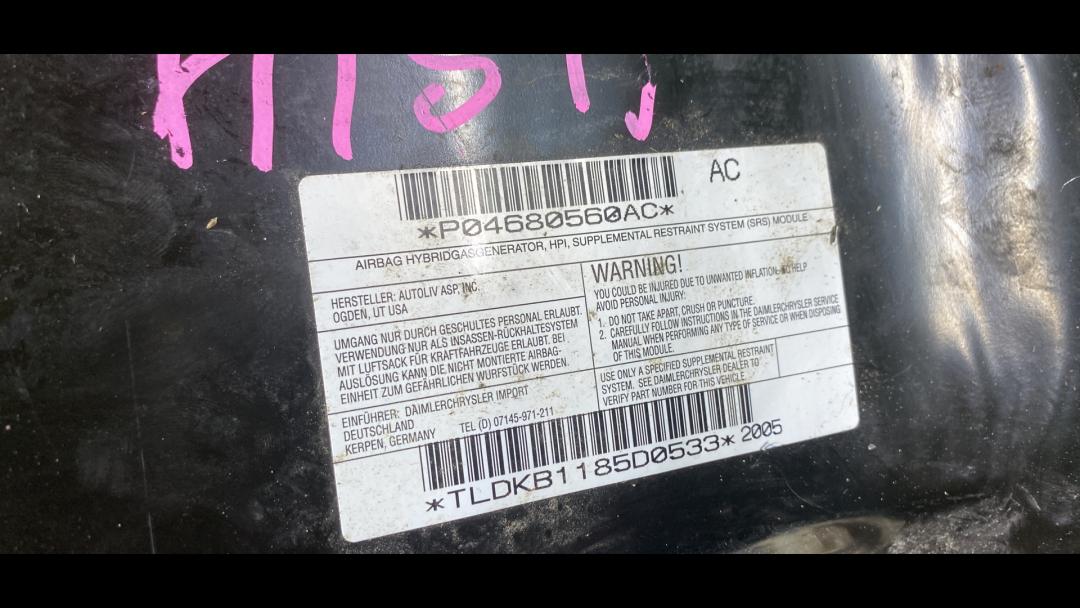 AC
*P04680560AC*
AIRBAG HYBRIDGASGENERATOR, HPI, SUPPLEMENTAL RESTRAINT SYSTEM (SRS) MODULE
HERSTELLER: AUTOLIV ASP. INC.
OGDEN, UT USA
UMGANG NUR DURCH GESCHULTES PERSONAL ERLAUBT.
VERWENDUNG NUR ALS INSASSEN-RÜCKHALTESYSTEM
MIT LUFTSACK FÜR KRAFTFAHRZEUGE ERLAUBT. BEI
AUSLÖSUNG KANN DIE NICHT MONTIERTE AIRBAG-
EINHEIT ZUM GEFÄHRLICHEN WURFSTÜCK WERDEN.
EINFÜHRER: DAIMLERCHRYSLER IMPORT
DEUTSCHLAND
KERPEN, GERMANY TEL (D) 07145-971-211
WARNING!
YOU COULD BE INJURED DUE TO UNWANTED INFLATION. TO HELP
AVOID PERSONAL INJURY:
1. DO NOT TAKE APART, CRUSH OR PUNCTURE.
2. CAREFULLY FOLLOW INSTRUCTIONS IN THE DAIMLERCHRYSLER SERVICE
MANUAL WHEN PERFORMING ANY TYPE OF SERVICE OR WHEN DISPOSING
OF THIS MODULE.
USE ONLY A SPECIFIED SUPPLEMENTAL RESTRAINT
SYSTEM. SEE DAIMLERCHRYSLER DEALER TO
VERIFY PART NUMBER FOR THIS VEHICLE.
*TLDKB1185D0533* 2005